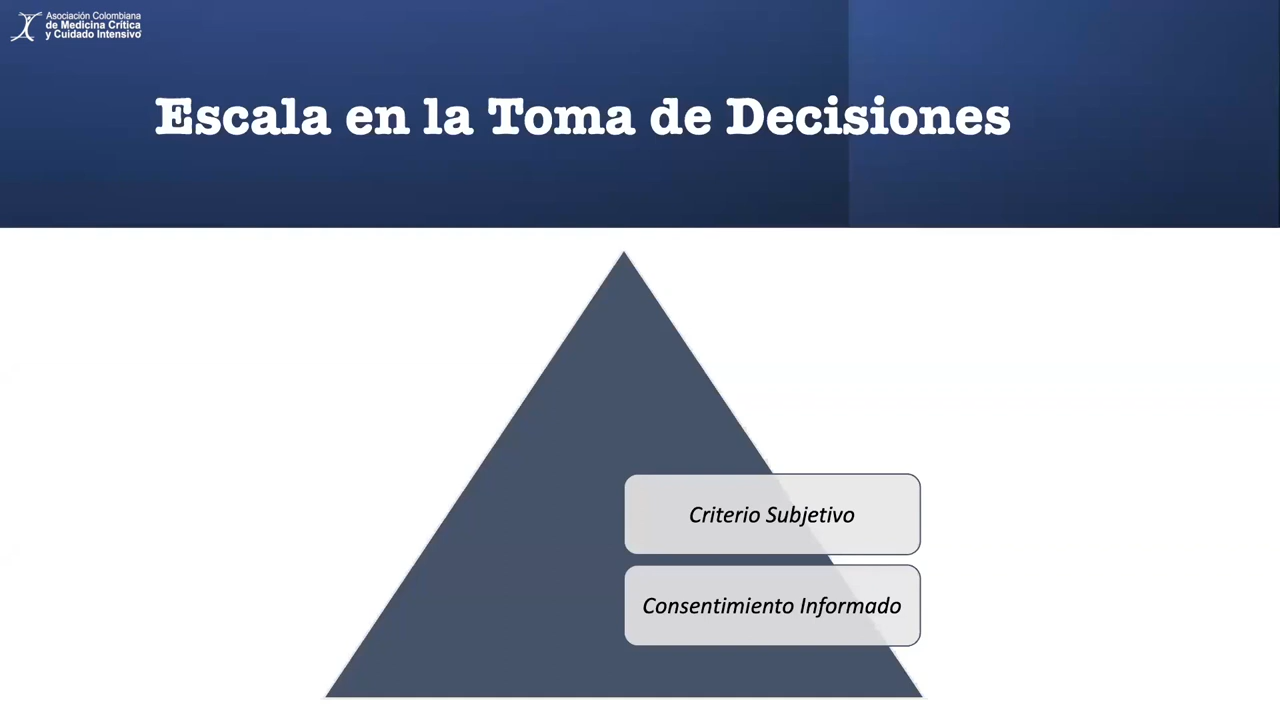 Asociación Colombiana
de Medicina Crítica
y Cuidado Intensivo
Escala en la Toma de Decisiones
Criterio Subjetivo
Consentimiento Informado